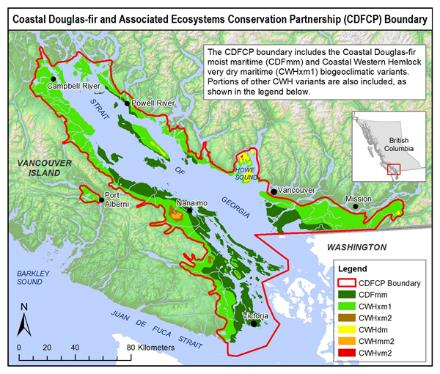 Coastal Douglas-fir and Associated Ecosystems Conservation Partnership (CDFCP) Boundary
The CDFCP boundary includes the Coastal Douglas-fir
moist maritime (CDFmm) and Coastal Western Hemlock
very dry maritime (CWHxm1) biogeoclimatic variants.
Portions of other CWH variants are also included, as
shown in the legend below.
Campbell River
Powell River
STRAIT
OF
GEORGIA
HOWE
SOUND
British
Columbia
VANCOUVER
ISLAND
Port
Alberni
Nanaimo
Vancouver
Mission
WASHINGTON
BARKLEY
SOUND
JUAN DE FUCA STRAIT
Victoria
N
0 20 40 80 Kilometers
Legend
CDFCP Boundary
CDFmm
CWHxm1
CWHxm2
CWHdm
CWHmm2
CWHvm2